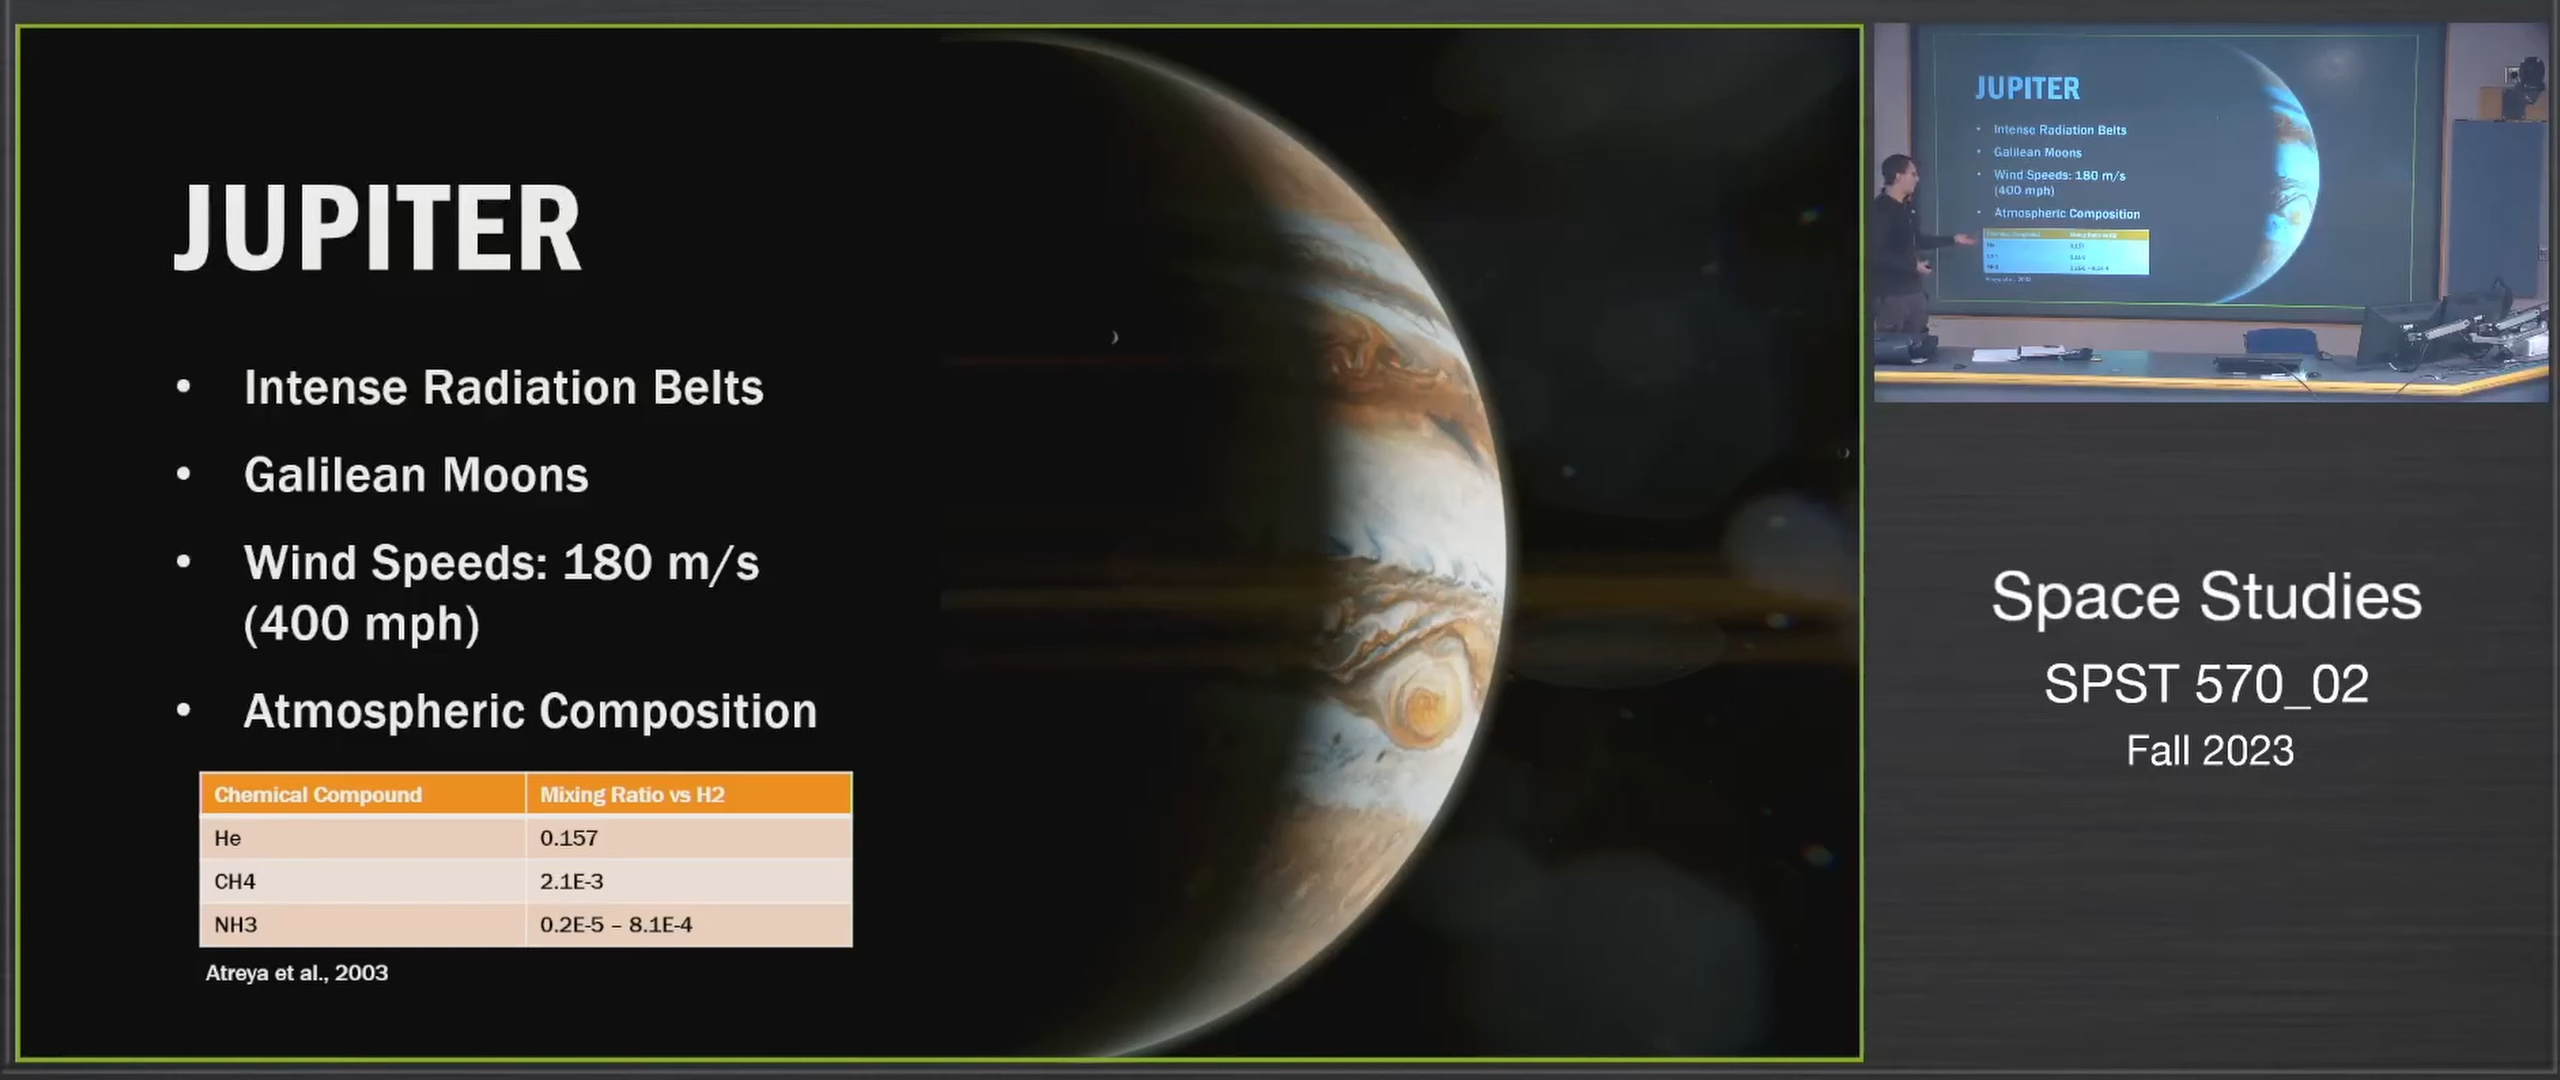 JUPITER
• Intense Radiation Belts
• Galilean Moons
• Wind Speeds: 180 m/s
(400 mph)
• Atmospheric Composition
Chemical Compound Mixing Ratio vs H2
He 0.157
CH4 2.1E-3
NH3 0.2E-5 – 8.1E-4
Atreya et al., 2003
JUPITER
• Intense Radiation Belts
• Galilean Moons
• Wind Speeds: 180 m/s
(400 mph)
• Atmospheric Composition
Space Studies
SPST 570_02
Fall 2023